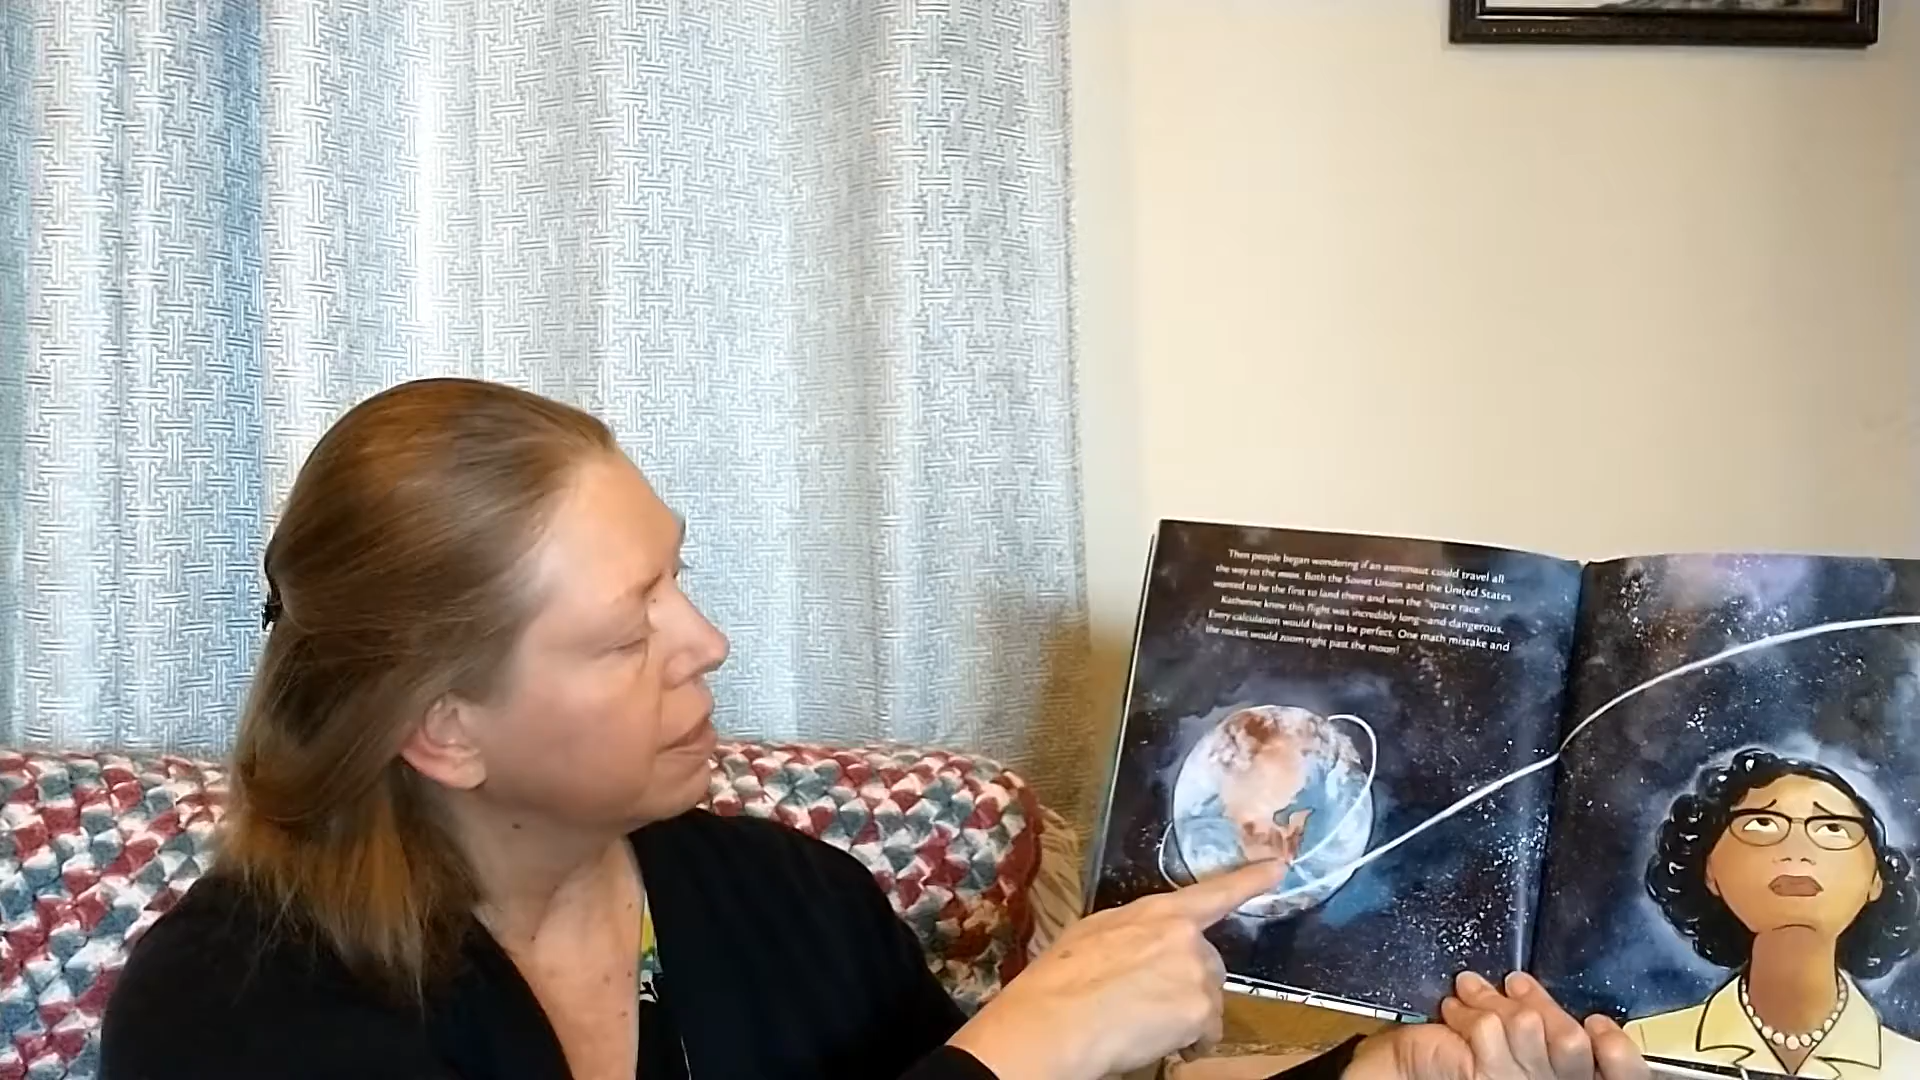 Then people began wondering if an astronaut could travel all
the way to the moon. Both the Soviet Union and the United States
wanted to be the first to land there and win the "space race."
Katherine knew this flight was incredibly long—and dangerous.
Every calculation would have to be perfect. One math mistake and
the rocket would zoom right past the moon!